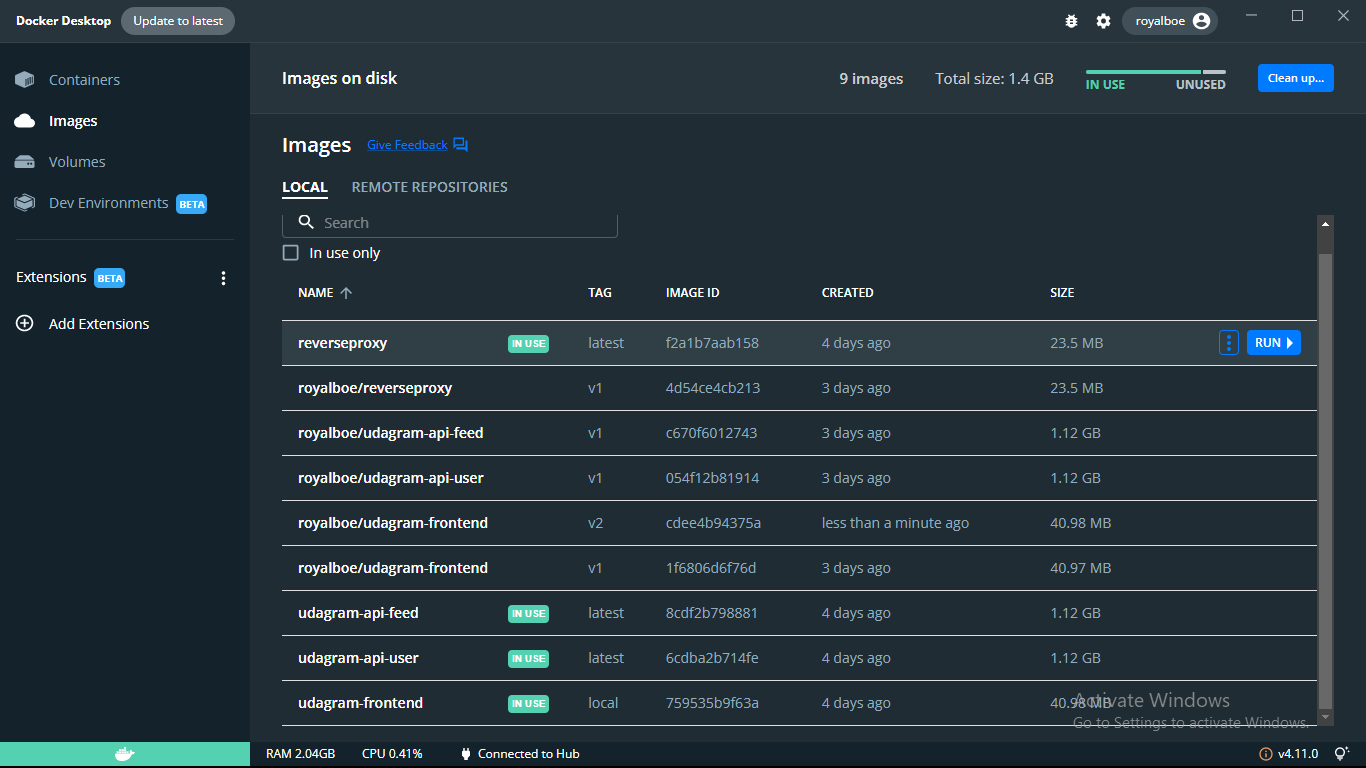 Docker Desktop Update to latest royalboe
Containers
Images
Volumes
Dev Environments BETA
Extensions BETA
Add Extensions
Images on disk 9 images Total size: 1.4 GB IN USE UNUSED Clean up...
Images Give Feedback
LOCAL REMOTE REPOSITORIES
Search
In use only
NAME TAG IMAGE ID CREATED SIZE
reverseproxy IN USE latest f2a1b7aab158 4 days ago 23.5 MB RUN
royalboe/reverseproxy v1 4d54ce4cb213 3 days ago 23.5 MB
royalboe/udagram-api-feed v1 c670f6012743 3 days ago 1.12 GB
royalboe/udagram-api-user v1 054f12b81914 3 days ago 1.12 GB
royalboe/udagram-frontend v2 cdee4b94375a less than a minute ago 40.98 MB
royalboe/udagram-frontend v1 1f6806d6f76d 3 days ago 40.97 MB
udagram-api-feed IN USE latest 8cdf2b798881 4 days ago 1.12 GB
udagram-api-user IN USE latest 6cdba2b714fe 4 days ago 1.12 GB
udagram-frontend IN USE local 759535b9f63a 4 days ago 40.98 MB
Activate Windows
Go to Settings to activate Windows.
RAM 2.04GB CPU 0.41% Connected to Hub v4.11.0